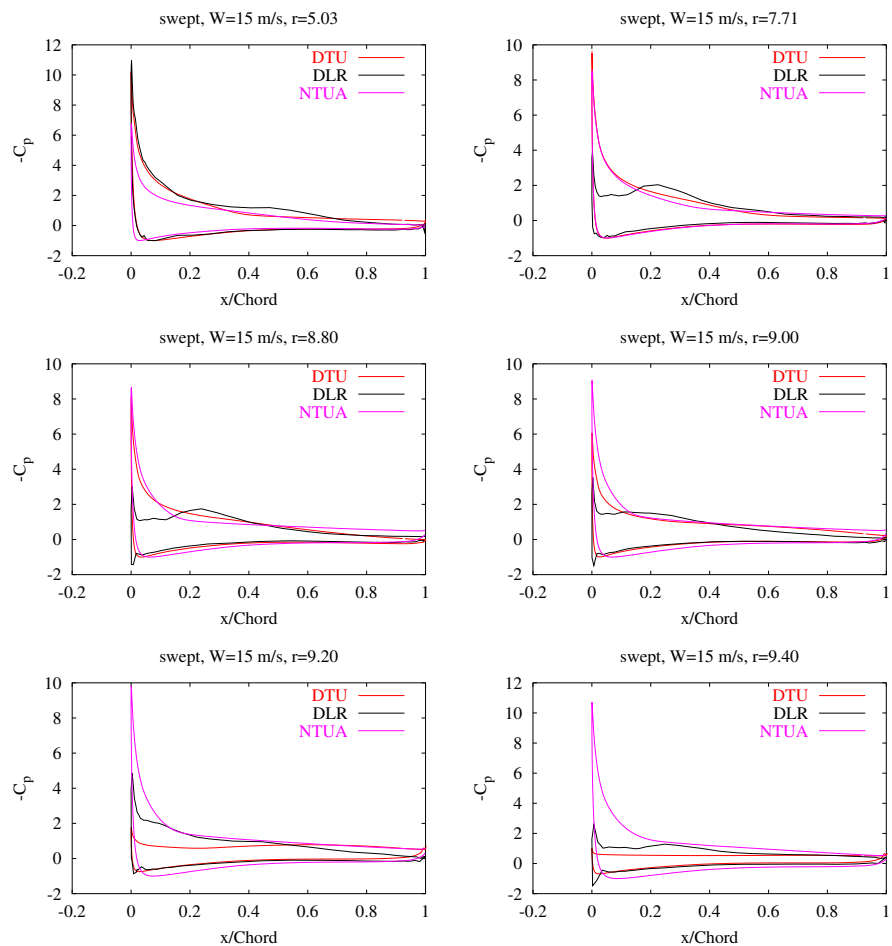 swept, W=15 m/s, r=5.03
12
10
8
6
4
2
0
-2
-Cp
-0.2 0 0.2 0.4 0.6 0.8 1
x/Chord
DTU
DLR
NTUA
swept, W=15 m/s, r=7.71
10
8
6
4
2
0
-2
-4
-Cp
-0.2 0 0.2 0.4 0.6 0.8 1
x/Chord
DTU
DLR
NTUA
swept, W=15 m/s, r=8.80
10
8
6
4
2
0
-2
-Cp
-0.2 0 0.2 0.4 0.6 0.8 1
x/Chord
DTU
DLR
NTUA
swept, W=15 m/s, r=9.00
10
8
6
4
2
0
-2
-Cp
-0.2 0 0.2 0.4 0.6 0.8 1
x/Chord
DTU
DLR
NTUA
swept, W=15 m/s, r=9.20
10
8
6
4
2
0
-2
-Cp
-0.2 0 0.2 0.4 0.6 0.8 1
x/Chord
DTU
DLR
NTUA
swept, W=15 m/s, r=9.40
12
10
8
6
4
2
0
-2
-Cp
-0.2 0 0.2 0.4 0.6 0.8 1
x/Chord
DTU
DLR
NTUA